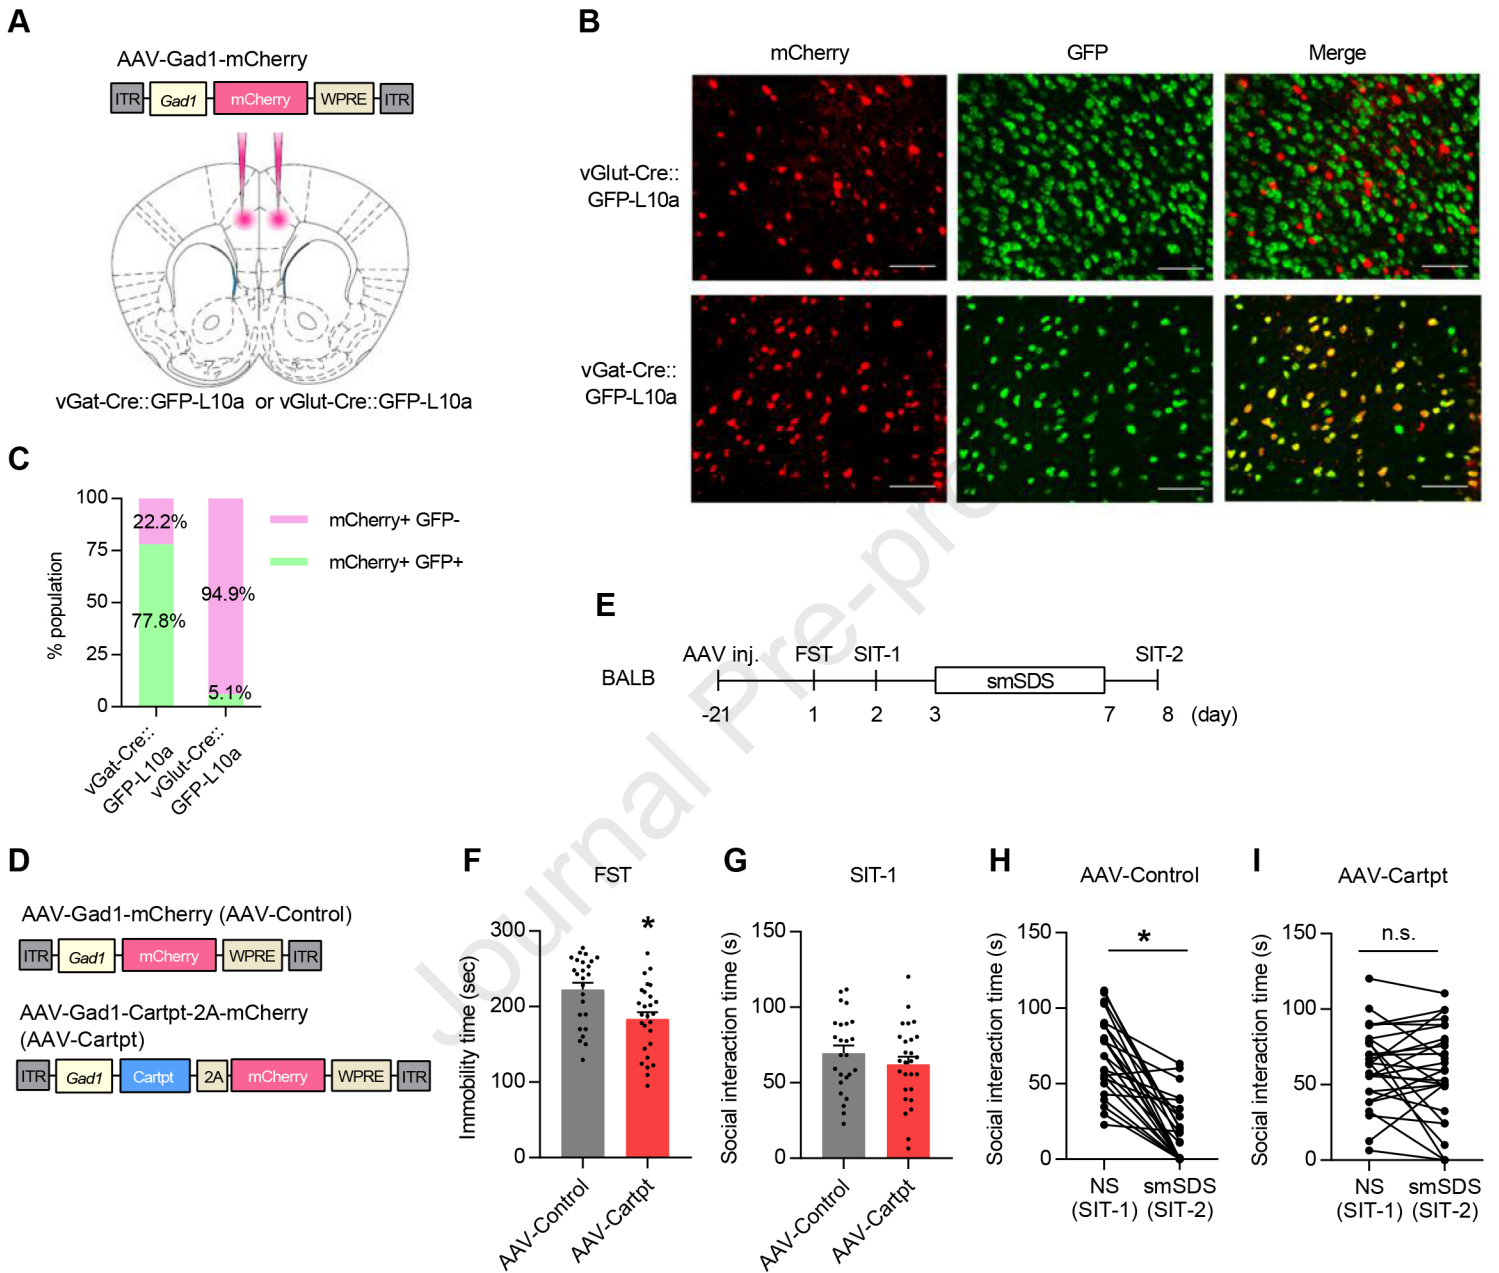 A
AAV-Gad1-mCherry
ITR Gad1 mCherry WPRE ITR
vGat-Cre::GFP-L10a or vGlut-Cre::GFP-L10a
B
mCherry GFP Merge
vGlut-Cre::
GFP-L10a
vGat-Cre::
GFP-L10a
C
% population
100
75
50
25
0
22.2%
77.8%
94.9%
5.1%
mCherry+ GFP-
mCherry+ GFP+
vGat-Cre::
GFP-L10a
vGlut-Cre::
GFP-L10a
D
AAV-Gad1-mCherry (AAV-Control)
ITR Gad1 mCherry WPRE ITR
AAV-Gad1-Cartpt-2A-mCherry
(AAV-Cartpt)
ITR Gad1 Cartpt 2A mCherry WPRE ITR
E
AAV inj. FST SIT-1 SIT-2
BALB smSDS
-21 1 2 3 7 8 (day)
F
FST
Immobility time (sec)
300
200
100
0
*
AAV-Control
AAV-Cartpt
G
SIT-1
Social interaction time (s)
150
100
50
0
AAV-Control
AAV-Cartpt
H
AAV-Control
Social interaction time (s)
150
100
50
0
*
NS smSDS
(SIT-1) (SIT-2)
I
AAV-Cartpt
Social interaction time (s)
150
100
50
0
n.s.
NS smSDS
(SIT-1) (SIT-2)
Journal Pre-pro